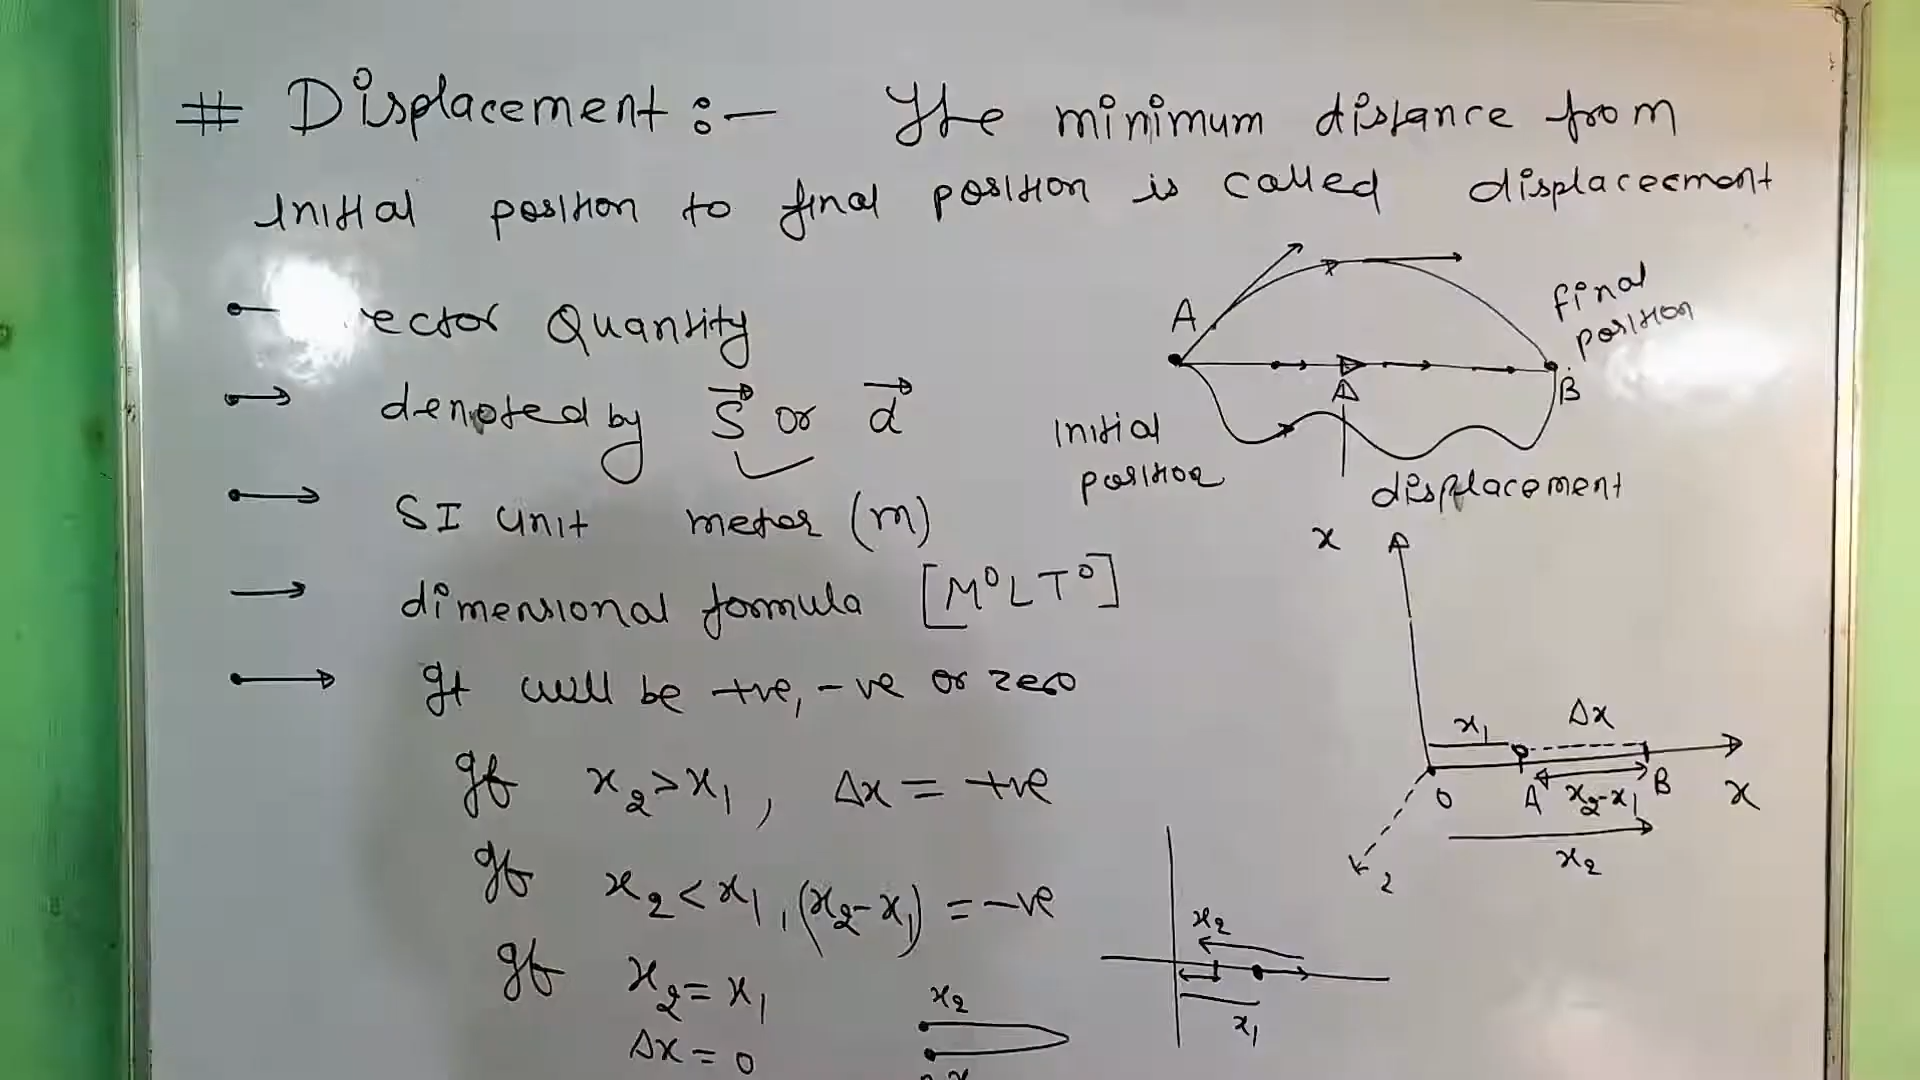 # Displacement :- The minimum distance from
initial position to final position is called displacecment
ector Quantity
denoted by S or d
SI unit meter (m)
dimensional formula [M⁰LT⁰]
It will be +ve, -ve or zero
If x₂>x₁, Δx = +ve
If x₂<x₁, (x₂-x₁) = -ve
If x₂=x₁
Δx = 0
A
final
position
B
initial
position
displacement
x
x₁
Δx
O
A
x₂-x₁
B
x
x₂
z
x₂
x₁
x₂